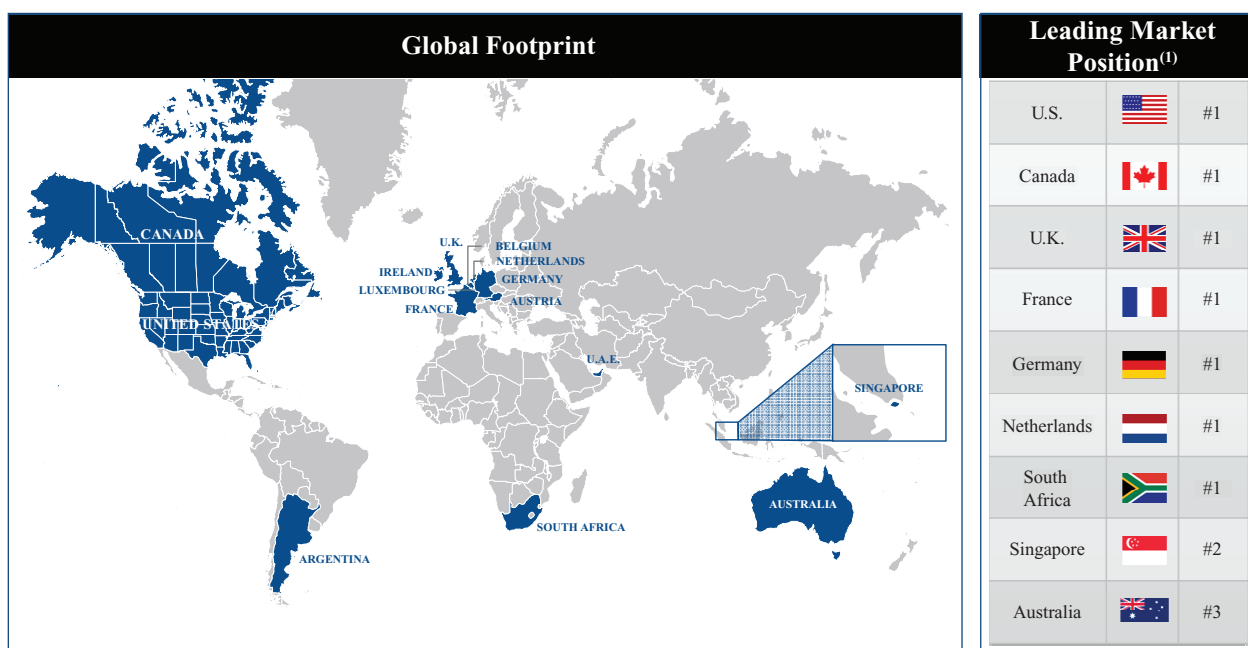 Global Footprint
CANADA
UNITED STATES
U.K.
BELGIUM
NETHERLANDS
IRELAND
GERMANY
LUXEMBOURG
AUSTRIA
FRANCE
U.A.E.
SINGAPORE
AUSTRALIA
SOUTH AFRICA
ARGENTINA
Leading Market
Position(1)
U.S. #1
Canada #1
U.K. #1
France #1
Germany #1
Netherlands #1
South
Africa #1
Singapore #2
Australia #3